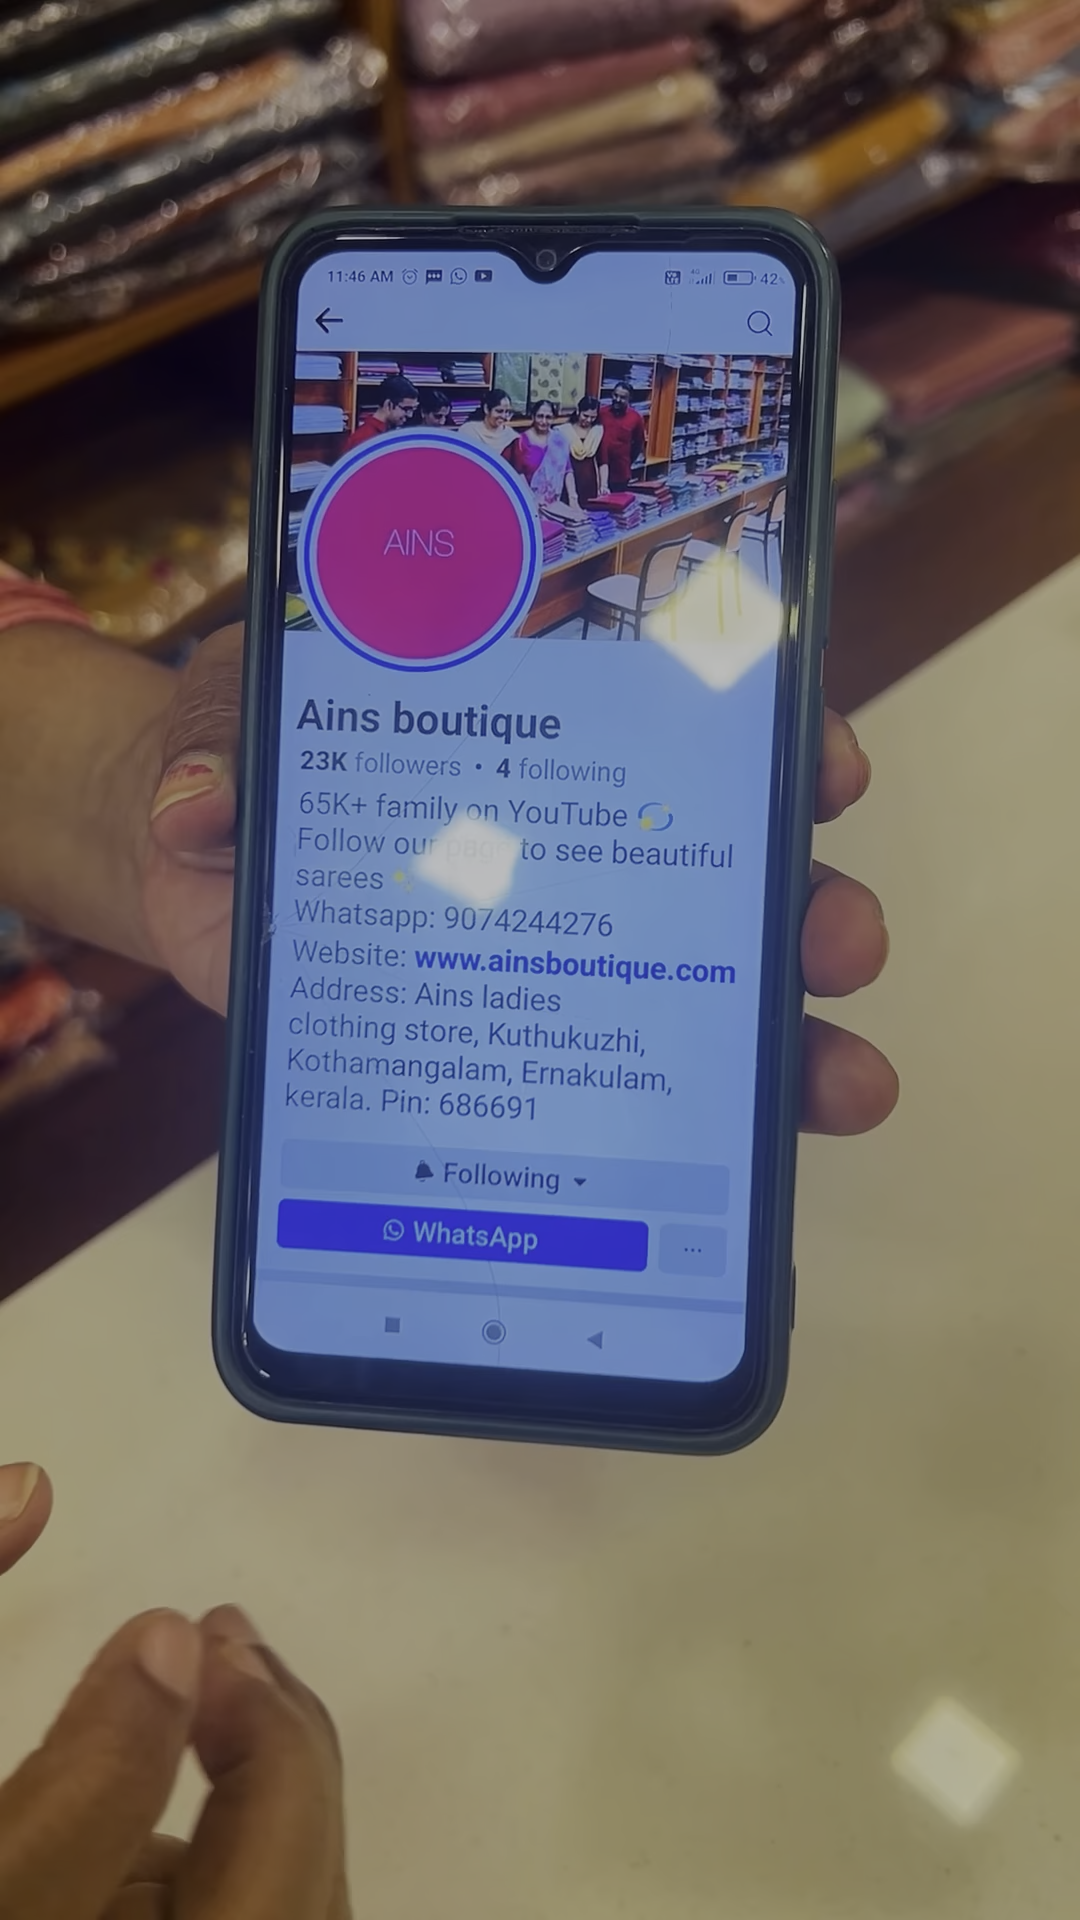 11:46 AM
42%
AINS
Ains boutique
23K followers • 4 following
65K+ family on YouTube
Follow our page to see beautiful
sarees
Whatsapp: 9074244276
Website: www.ainsboutique.com
Address: Ains ladies
clothing store, Kuthukuzhi,
Kothamangalam, Ernakulam,
kerala. Pin: 686691
Following
WhatsApp
...